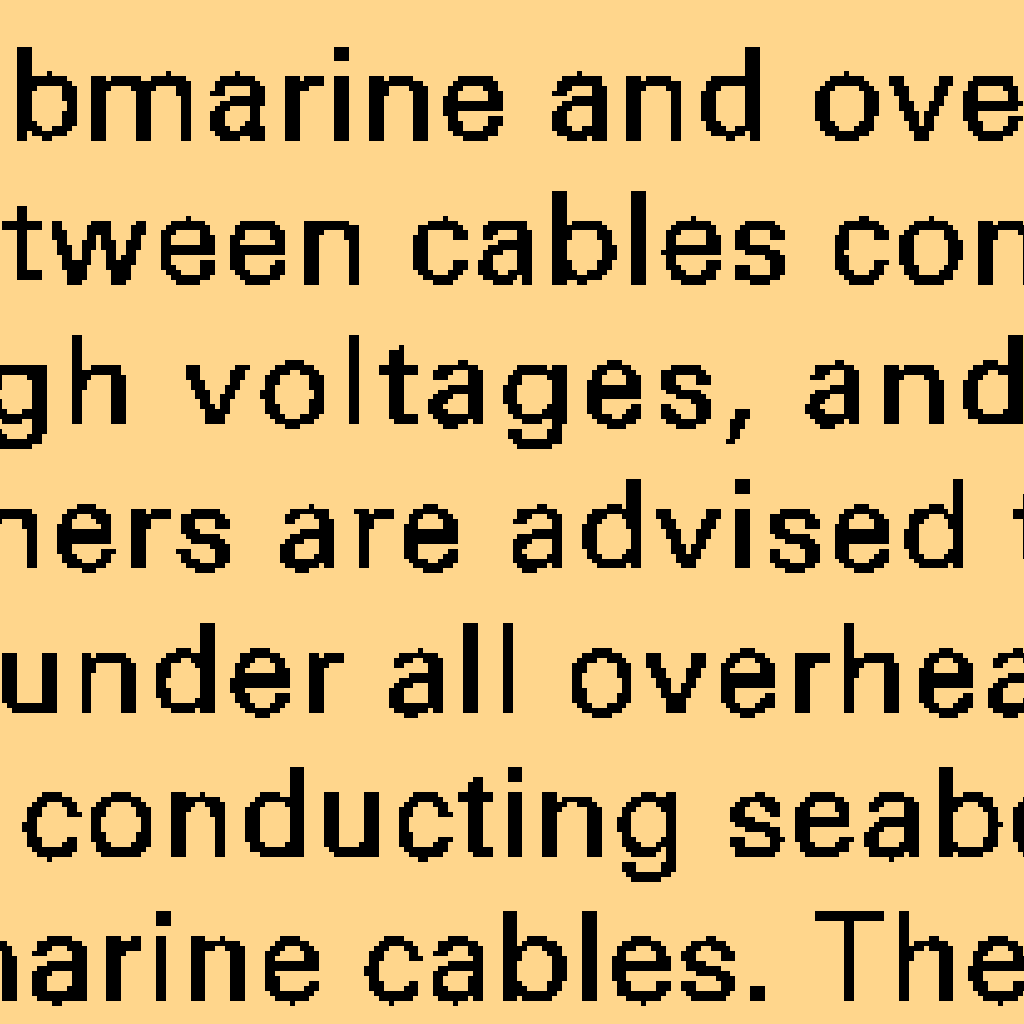 bmarine and ove
tween cables con
gh voltages, and
ners are advised t
under all overhea
conducting seabe
marine cables. The